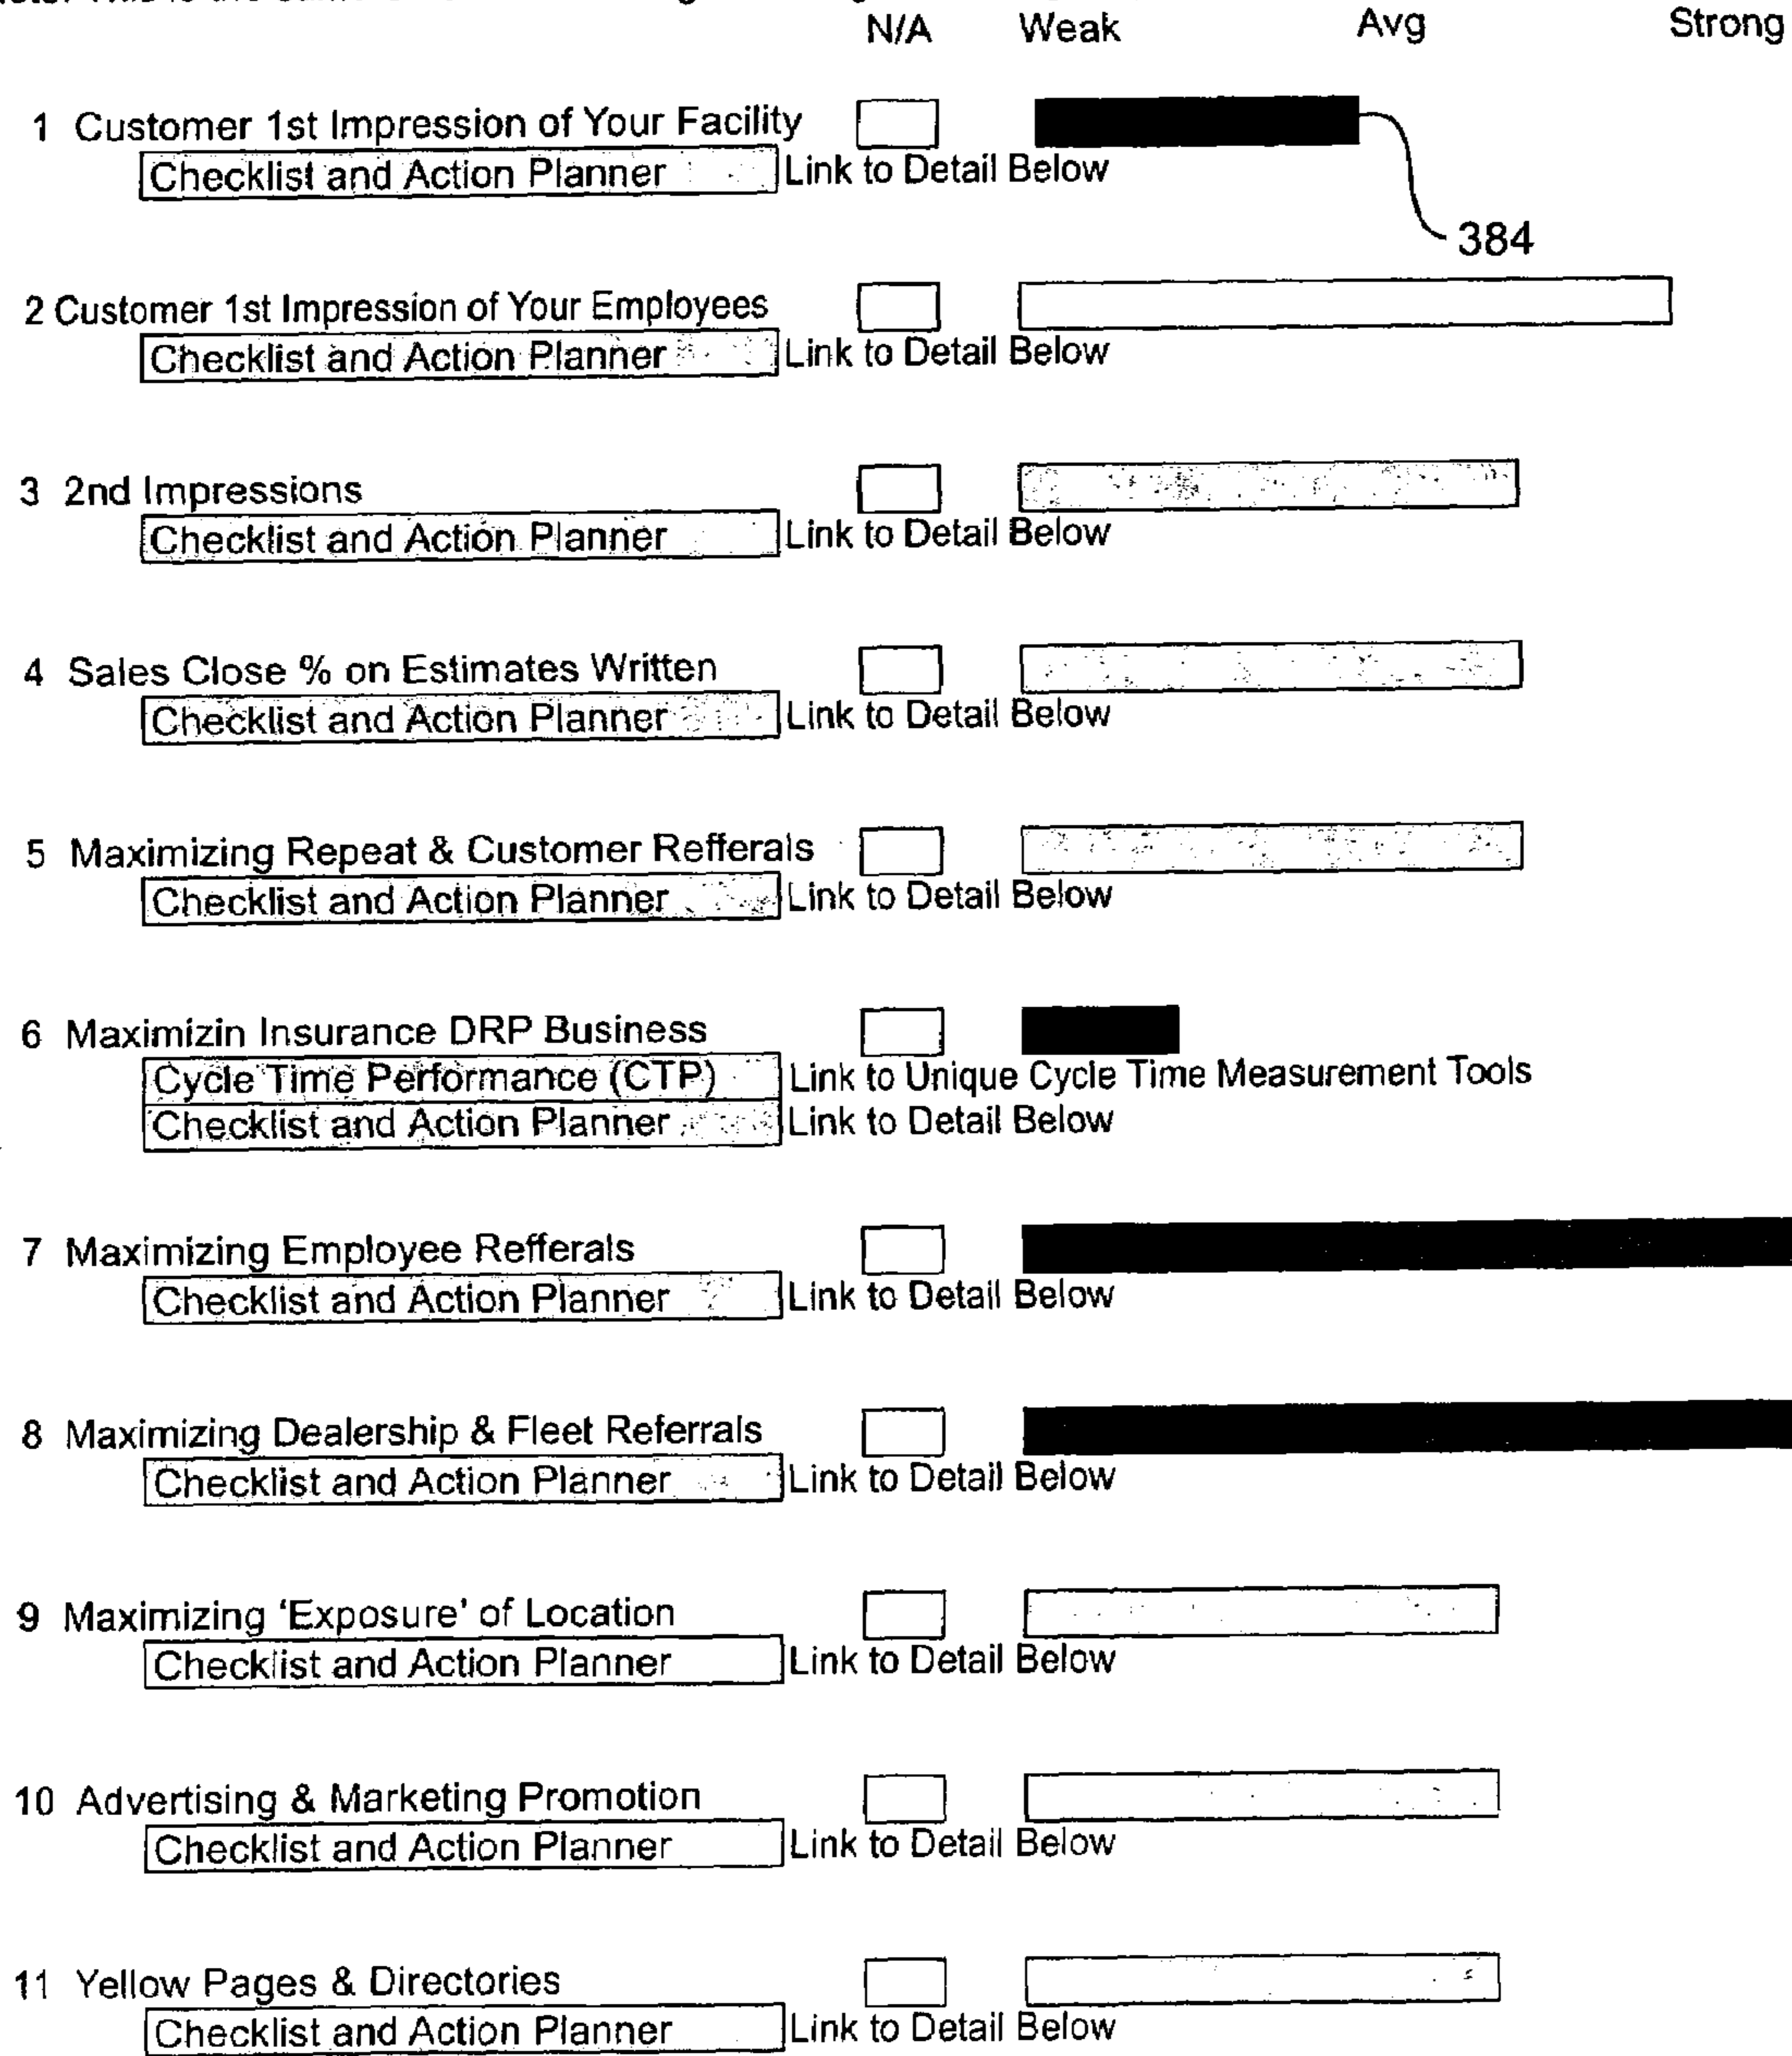 N/A Weak Avg Strong
1 Customer 1st Impression of Your Facility
Checklist and Action Planner Link to Detail Below
384
2 Customer 1st Impression of Your Employees
Checklist and Action Planner Link to Detail Below
3 2nd Impressions
Checklist and Action Planner Link to Detail Below
4 Sales Close % on Estimates Written
Checklist and Action Planner Link to Detail Below
5 Maximizing Repeat & Customer Refferals
Checklist and Action Planner Link to Detail Below
6 Maximizin Insurance DRP Business
Cycle Time Performance (CTP) Link to Unique Cycle Time Measurement Tools
Checklist and Action Planner Link to Detail Below
7 Maximizing Employee Refferals
Checklist and Action Planner Link to Detail Below
8 Maximizing Dealership & Fleet Referrals
Checklist and Action Planner Link to Detail Below
9 Maximizing ‘Exposure’ of Location
Checklist and Action Planner Link to Detail Below
10 Advertising & Marketing Promotion
Checklist and Action Planner Link to Detail Below
11 Yellow Pages & Directories
Checklist and Action Planner Link to Detail Below